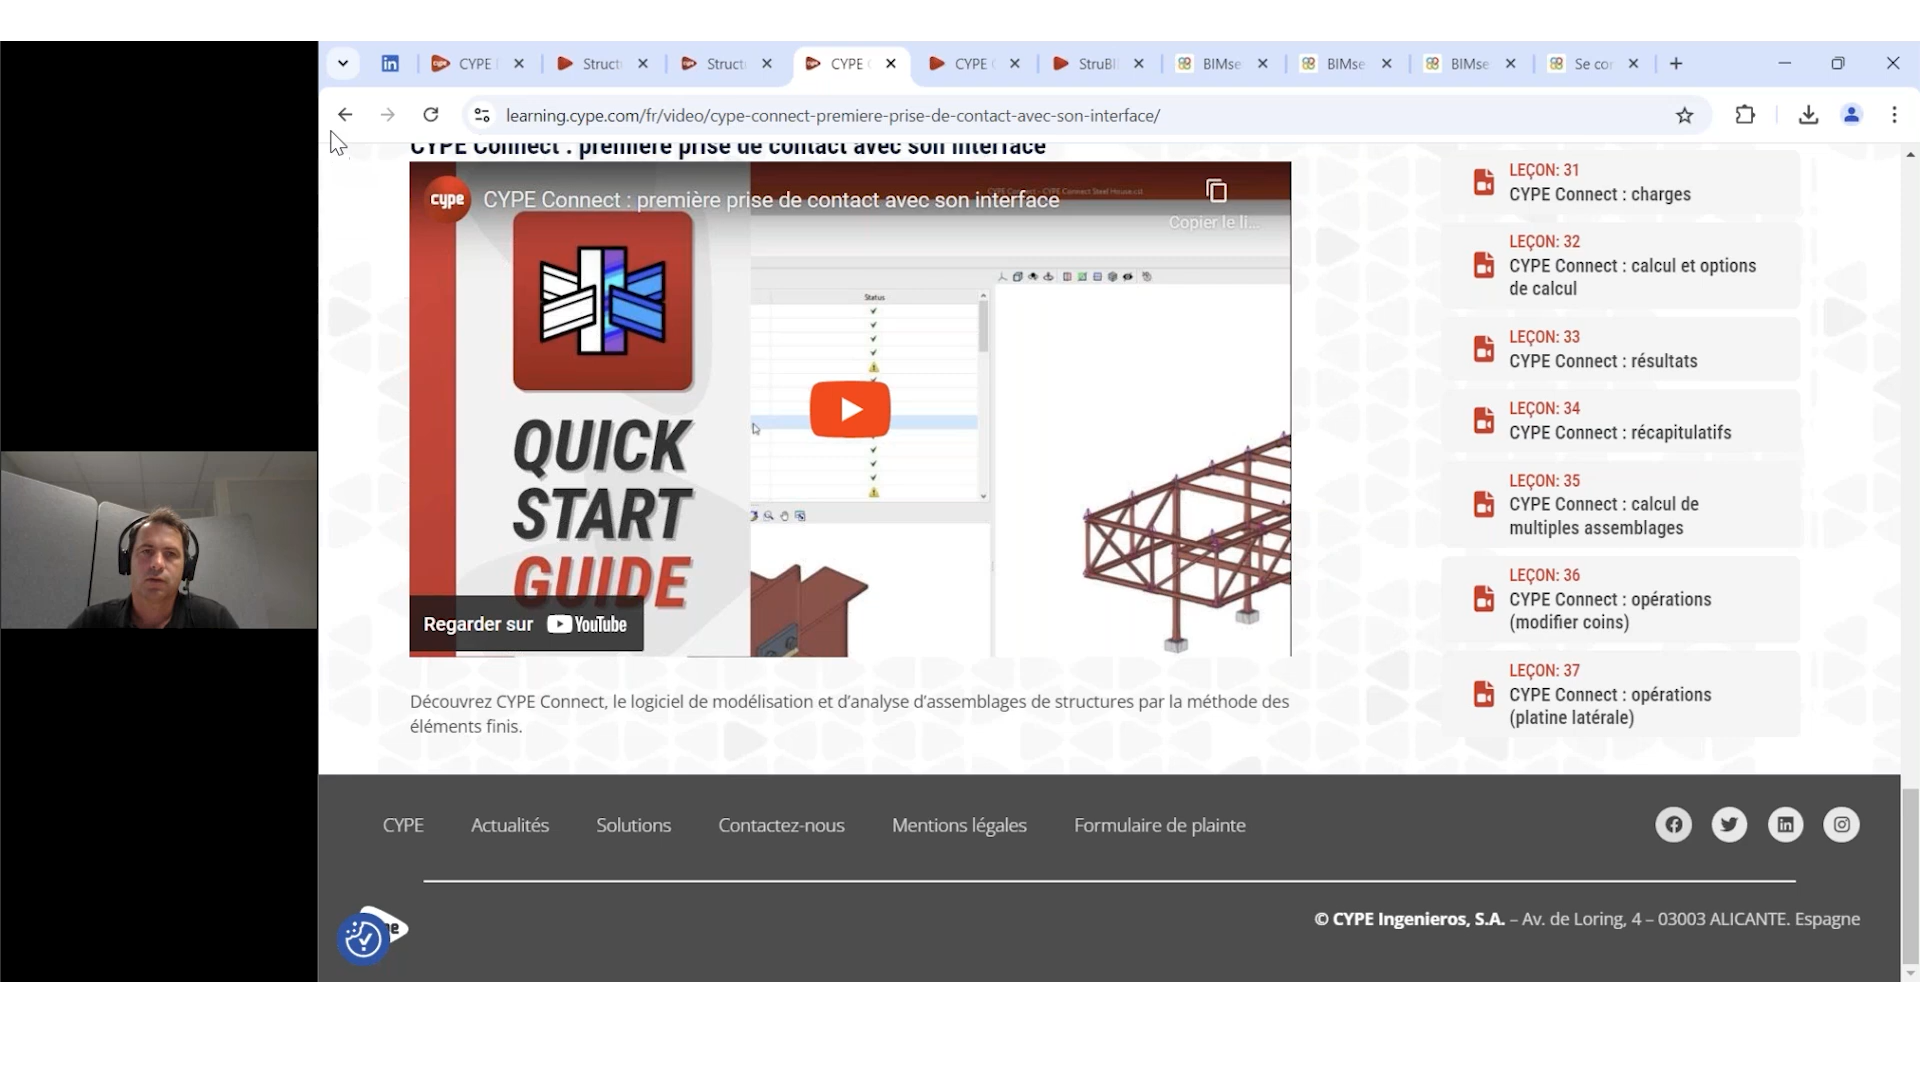 CYPE
Struct
Struct
CYPE
CYPE
StruBI
BIMse
BIMse
BIMse
Se co
learning.cype.com/fr/video/cype-connect-premiere-prise-de-contact-avec-son-interface/
CYPE Connect : première prise de contact avec son interface
cype
CYPE Connect : première prise de contact avec son interface
CYPE Connect - CYPE Connect Steel House.cst
Copier le li...
Status
QUICK
START
GUIDE
Regarder sur YouTube
Découvrez CYPE Connect, le logiciel de modélisation et d’analyse d’assemblages de structures par la méthode des
éléments finis.
LEÇON: 31
CYPE Connect : charges
LEÇON: 32
CYPE Connect : calcul et options
de calcul
LEÇON: 33
CYPE Connect : résultats
LEÇON: 34
CYPE Connect : récapitulatifs
LEÇON: 35
CYPE Connect : calcul de
multiples assemblages
LEÇON: 36
CYPE Connect : opérations
(modifier coins)
LEÇON: 37
CYPE Connect : opérations
(platine latérale)
CYPE Actualités Solutions Contactez-nous Mentions légales Formulaire de plainte
© CYPE Ingenieros, S.A. – Av. de Loring, 4 – 03003 ALICANTE. Espagne